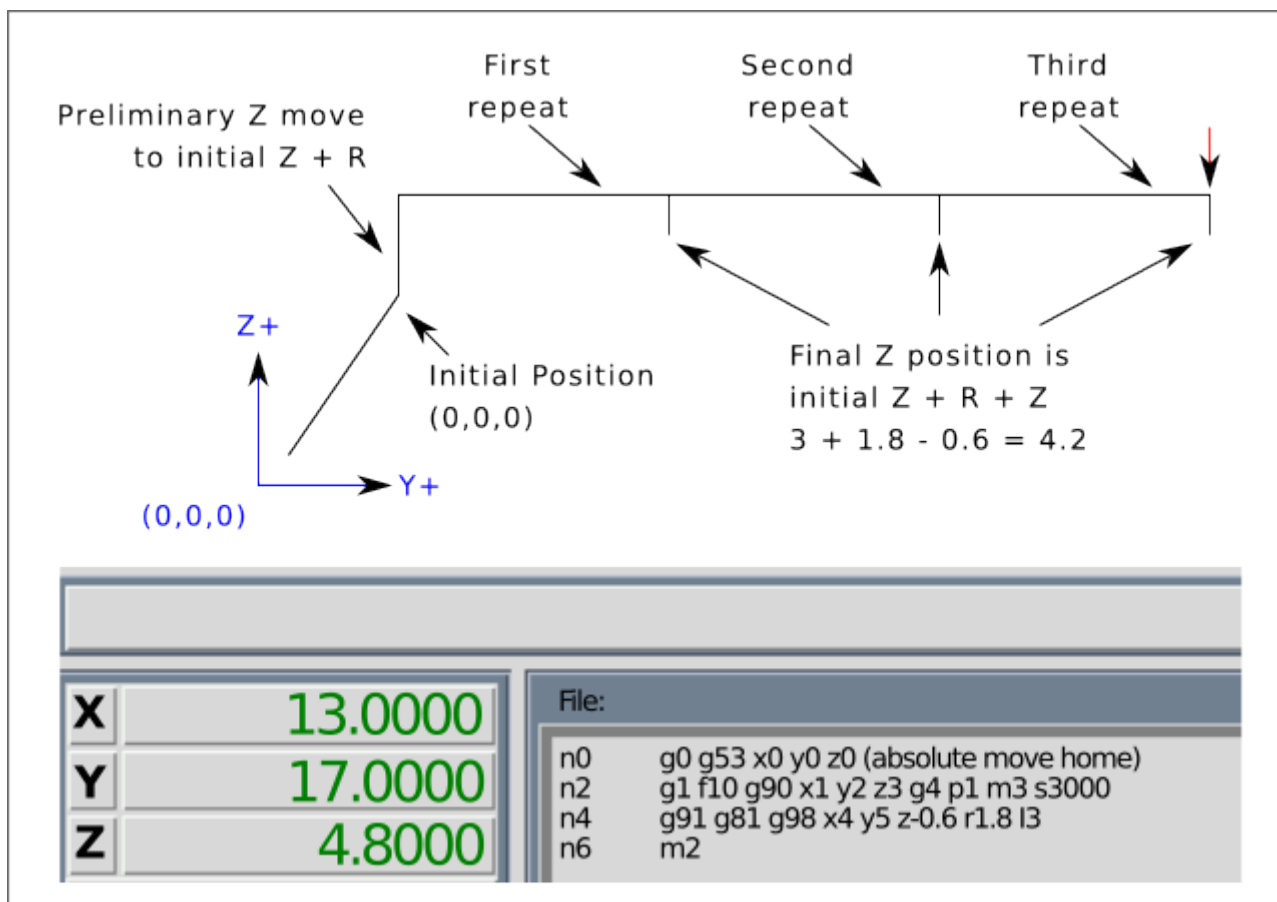 First
repeat
Second
repeat
Third
repeat
Preliminary Z move
to initial Z + R
Z+
Initial Position
(0,0,0)
Final Z position is
initial Z + R + Z
3 + 1.8 - 0.6 = 4.2
Y+
(0,0,0)
X 13.0000
Y 17.0000
Z 4.8000
File:
n0 g0 g53 x0 y0 z0 (absolute move home)
n2 g1 f10 g90 x1 y2 z3 g4 p1 m3 s3000
n4 g91 g81 g98 x4 y5 z-0.6 r1.8 l3
n6 m2